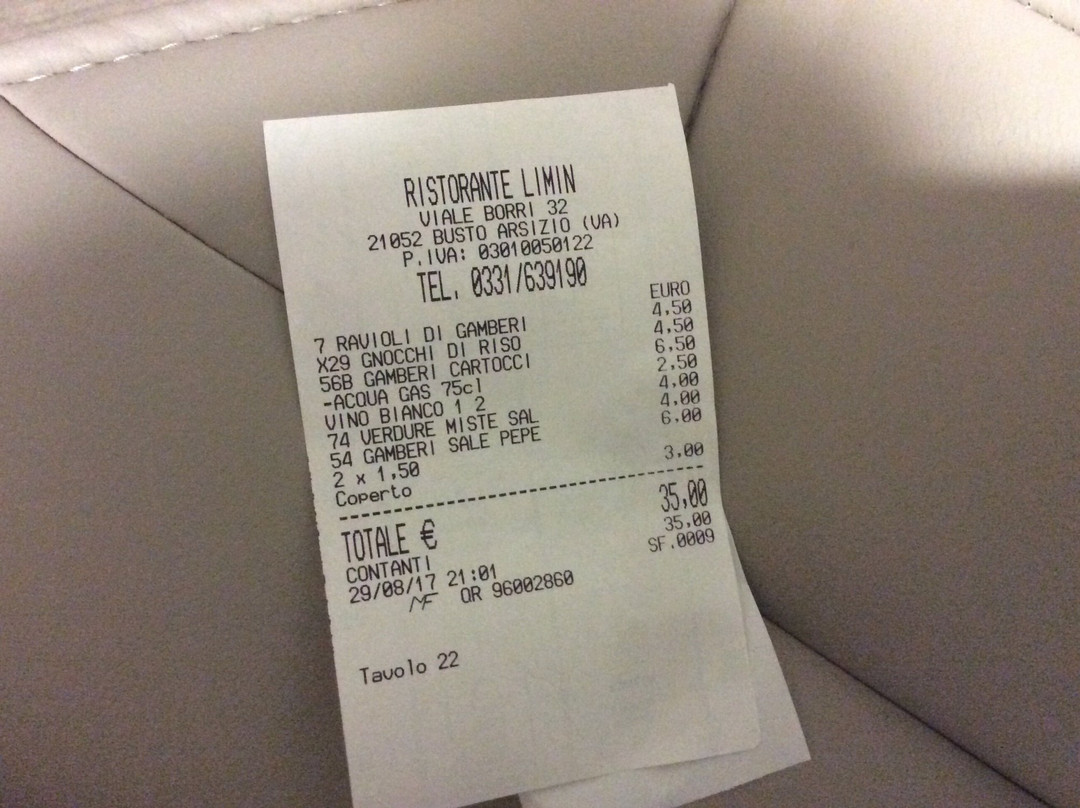 RISTORANTE LIMIN
VIALE BORRI 32
21052 BUSTO ARSIZIO (VA)
P.IVA: 03010050122
TEL. 0331/639190
EURO
7 RAVIOLI DI GAMBERI 4,50
X29 GNOCCHI DI RISO 4,50
56B GAMBERI CARTOCCI 6,50
-ACQUA GAS 75cl 2,50
VINO BIANCO 1 2 4,00
74 VERDURE MISTE SAL 4,00
54 GAMBERI SALE PEPE 6,00
2 x 1,50
Coperto 3,00
TOTALE € 35,00
CONTANTI 35,00
29/08/17 21:01 SF.0009
MF QR 96002860
Tavolo 22